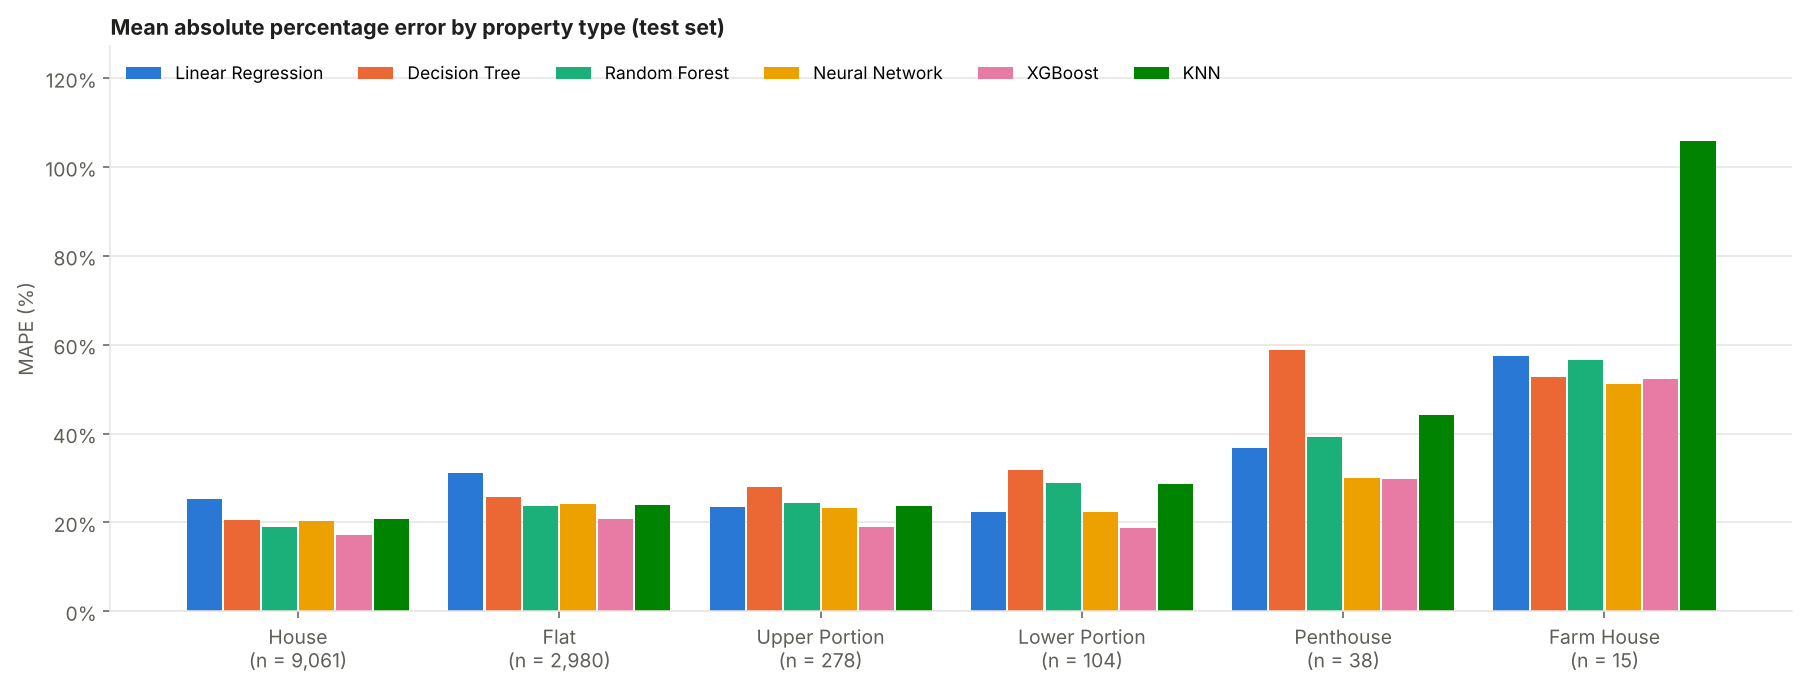 Mean absolute percentage error by property type (test set)
Linear Regression Decision Tree Random Forest Neural Network XGBoost KNN
120%
100%
80%
60%
40%
20%
0%
MAPE (%)
House Flat Upper Portion Lower Portion Penthouse Farm House
(n = 9,061) (n = 2,980) (n = 278) (n = 104) (n = 38) (n = 15)